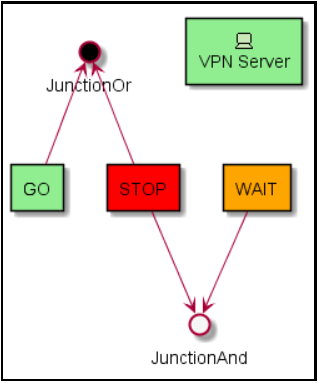 VPN Server
JunctionOr
GO
STOP
WAIT
JunctionAnd